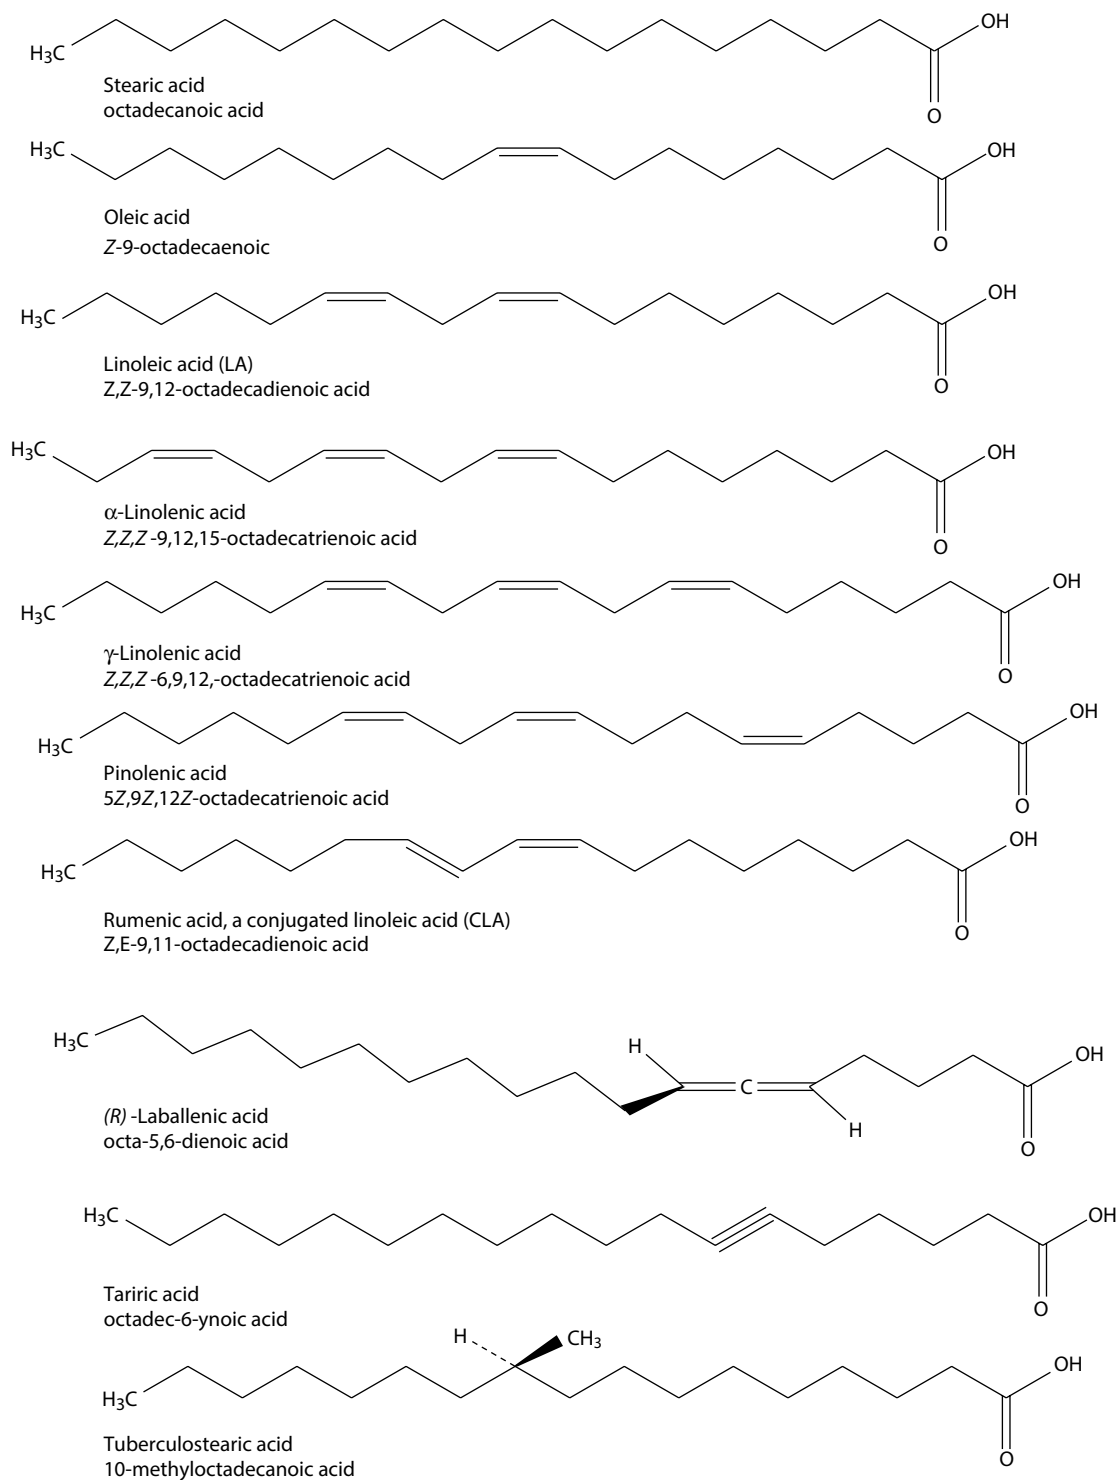 H₃C OH
O
Stearic acid
octadecanoic acid
H₃C OH
O
Oleic acid
Z-9-octadecaenoic
H₃C OH
O
Linoleic acid (LA)
Z,Z-9,12-octadecadienoic acid
H₃C OH
O
α-Linolenic acid
Z,Z,Z -9,12,15-octadecatrienoic acid
H₃C OH
O
γ-Linolenic acid
Z,Z,Z -6,9,12,-octadecatrienoic acid
H₃C OH
O
Pinolenic acid
5Z,9Z,12Z-octadecatrienoic acid
H₃C OH
O
Rumenic acid, a conjugated linoleic acid (CLA)
Z,E-9,11-octadecadienoic acid
H₃C H C H OH
O
(R) -Laballenic acid
octa-5,6-dienoic acid
H₃C OH
O
Tariric acid
octadec-6-ynoic acid
H CH₃
H₃C OH
O
Tuberculostearic acid
10-methyloctadecanoic acid